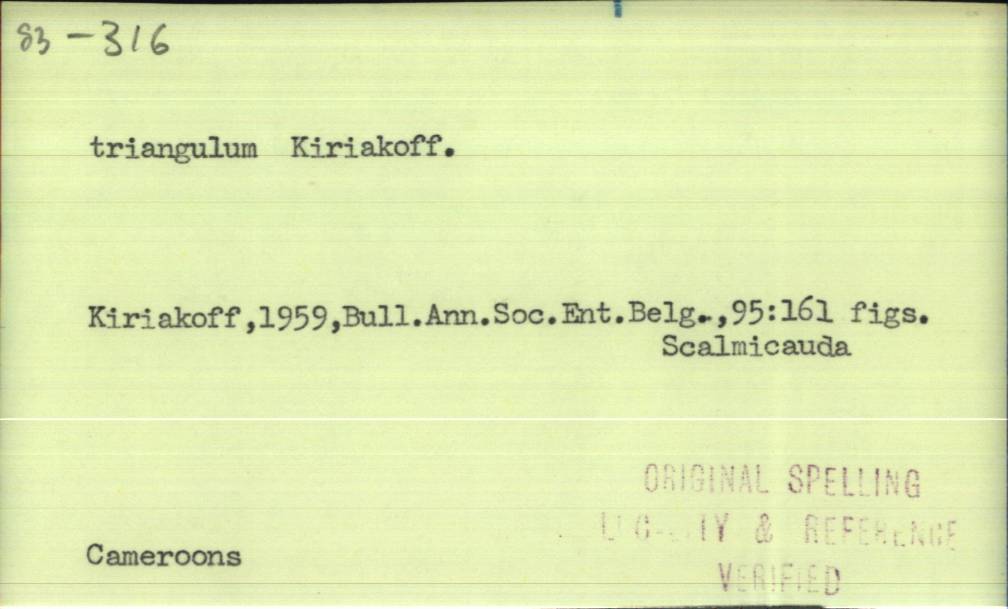 83-316
triangulum Kiriakoff.
Kiriakoff,1959,Bull.Ann.Soc.Ent.Belg.,95:161 figs.
Scalmicauda
ORIGINAL SPELLING
& REFERENCE
VERIFIED
Cameroons